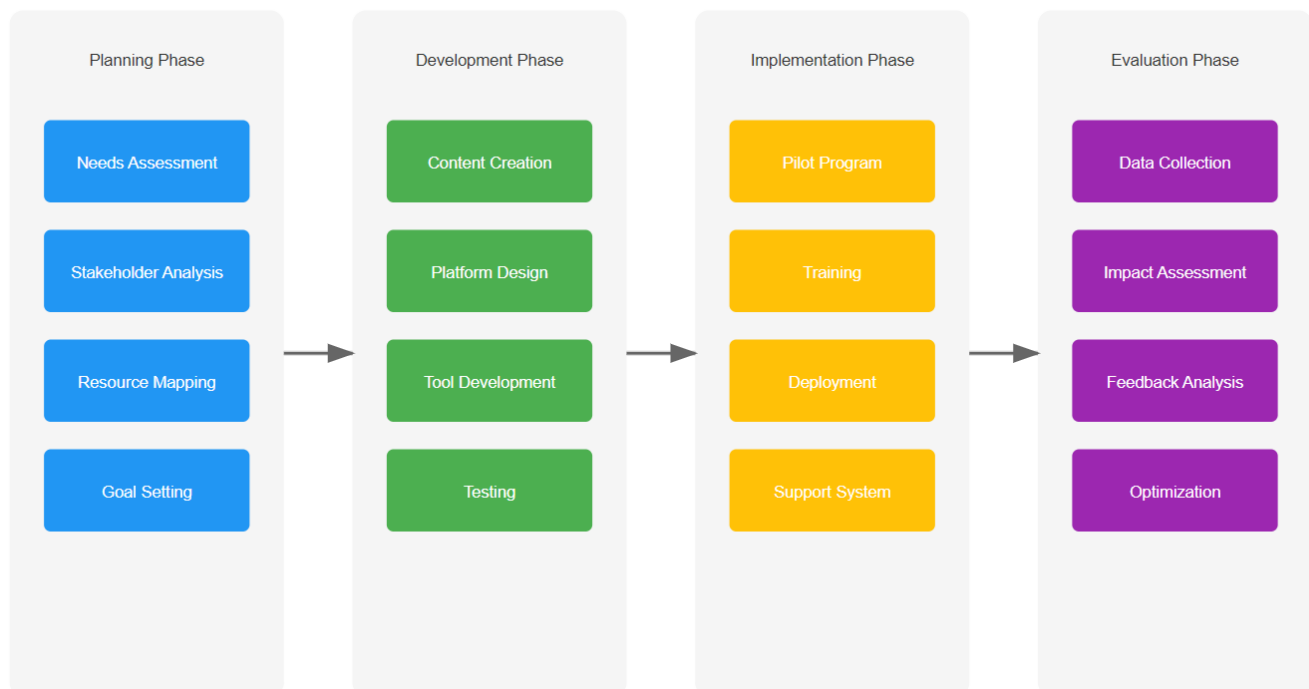 Planning Phase
Needs Assessment
Stakeholder Analysis
Resource Mapping
Goal Setting
Development Phase
Content Creation
Platform Design
Tool Development
Testing
Implementation Phase
Pilot Program
Training
Deployment
Support System
Evaluation Phase
Data Collection
Impact Assessment
Feedback Analysis
Optimization